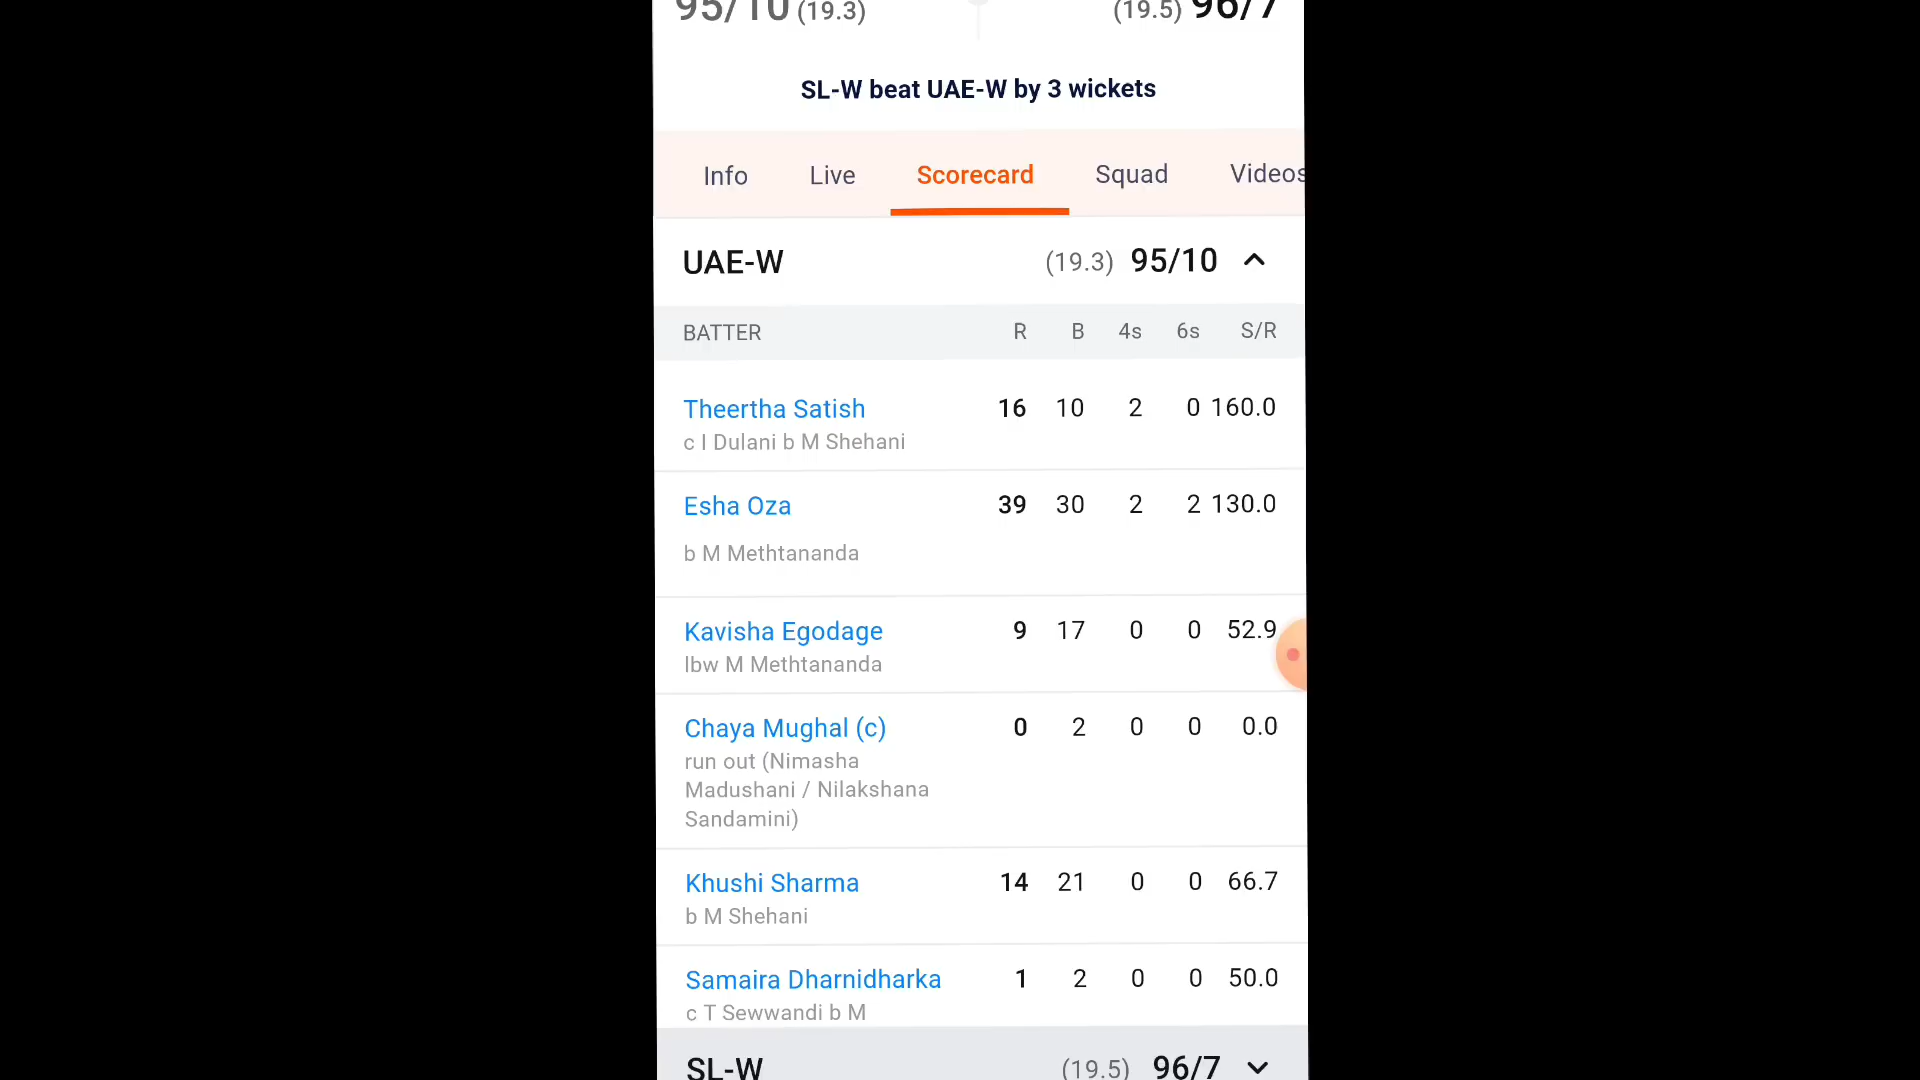 95/10 (19.3) (19.5) 96/7
SL-W beat UAE-W by 3 wickets
Info Live Scorecard Squad Videos
UAE-W (19.3) 95/10
BATTER R B 4s 6s S/R
Theertha Satish 16 10 2 0 160.0
c I Dulani b M Shehani
Esha Oza 39 30 2 2 130.0
b M Methtananda
Kavisha Egodage 9 17 0 0 52.9
lbw M Methtananda
Chaya Mughal (c) 0 2 0 0 0.0
run out (Nimasha
Madushani / Nilakshana
Sandamini)
Khushi Sharma 14 21 0 0 66.7
b M Shehani
Samaira Dharnidharka 1 2 0 0 50.0
c T Sewwandi b M
SL-W (19.5) 96/7